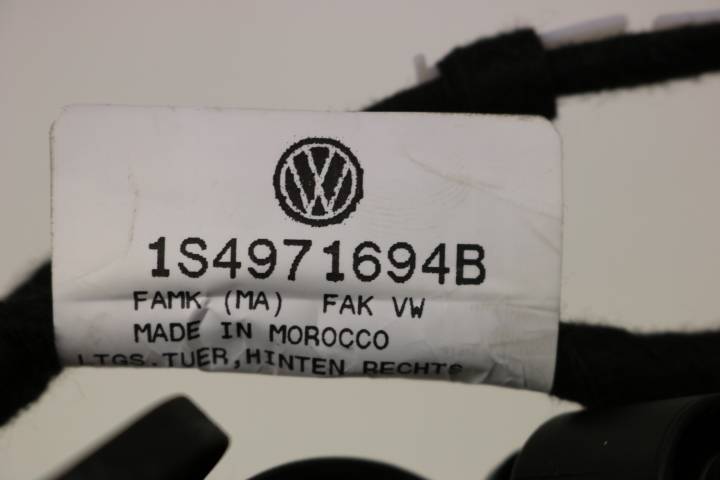 1S4971694B
FAMK (MA) FAK VW
MADE IN MOROCCO
LTGS.TUER,HINTEN RECHTS